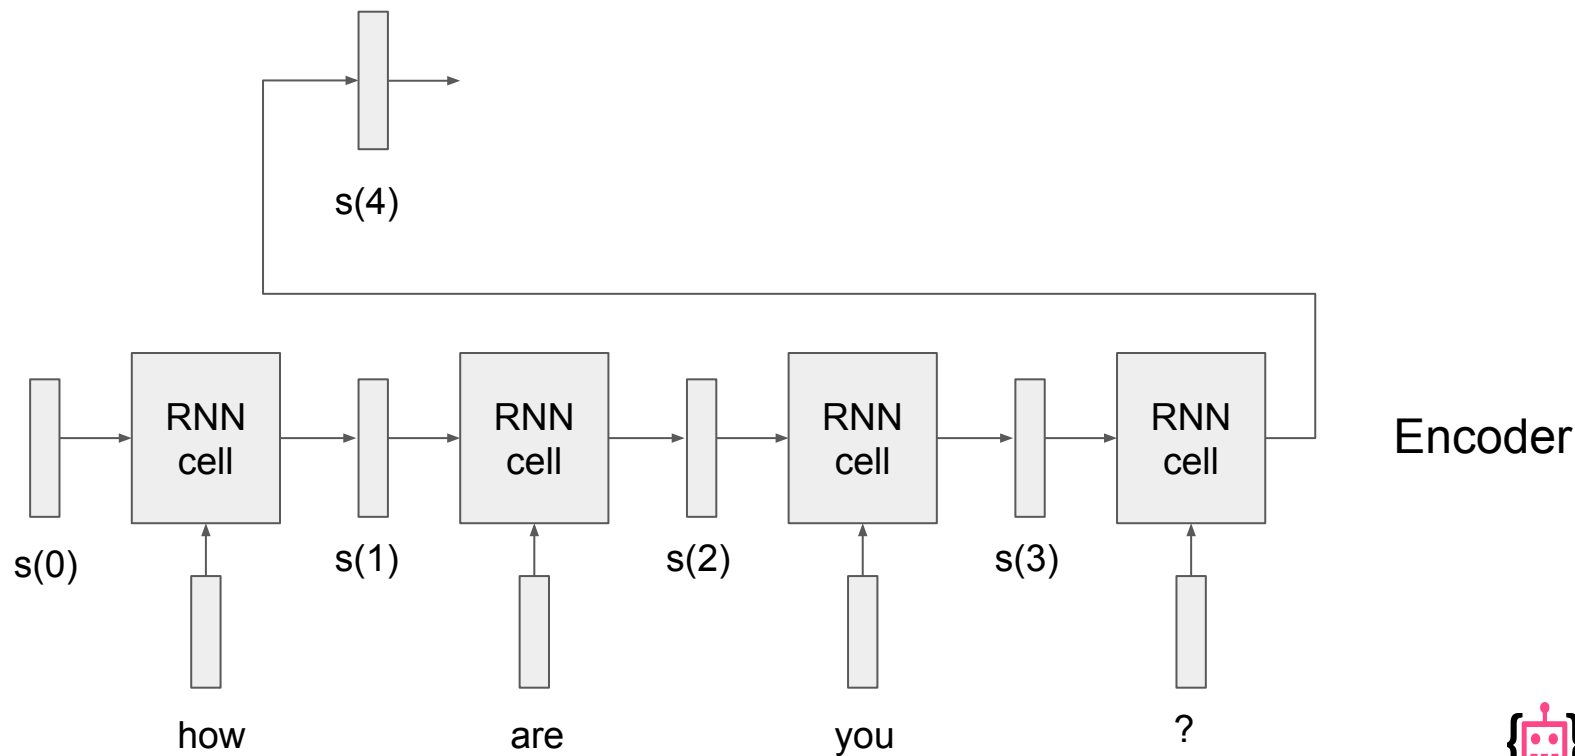 s(4)
RNN
cell
RNN
cell
RNN
cell
RNN
cell
Encoder
s(0)
s(1)
s(2)
s(3)
how
are
you
?